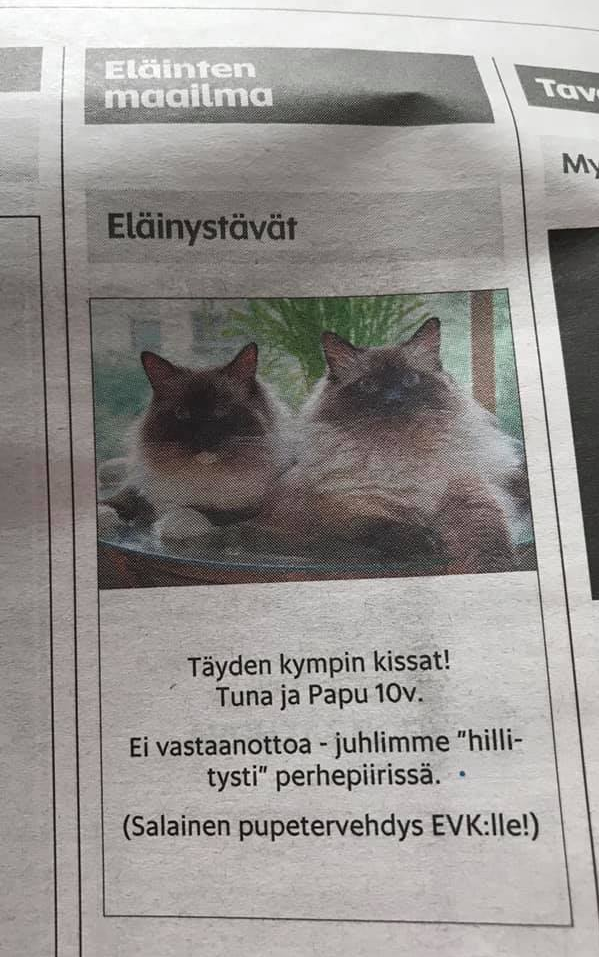 Eläinten
maailma
Eläinystävät
Täyden kympin kissat!
Tuna ja Papu 10v.
Ei vastaanottoa - juhlimme "hilli-
tysti" perhepiirissä.
(Salainen pupetervehdys EVK:lle!)